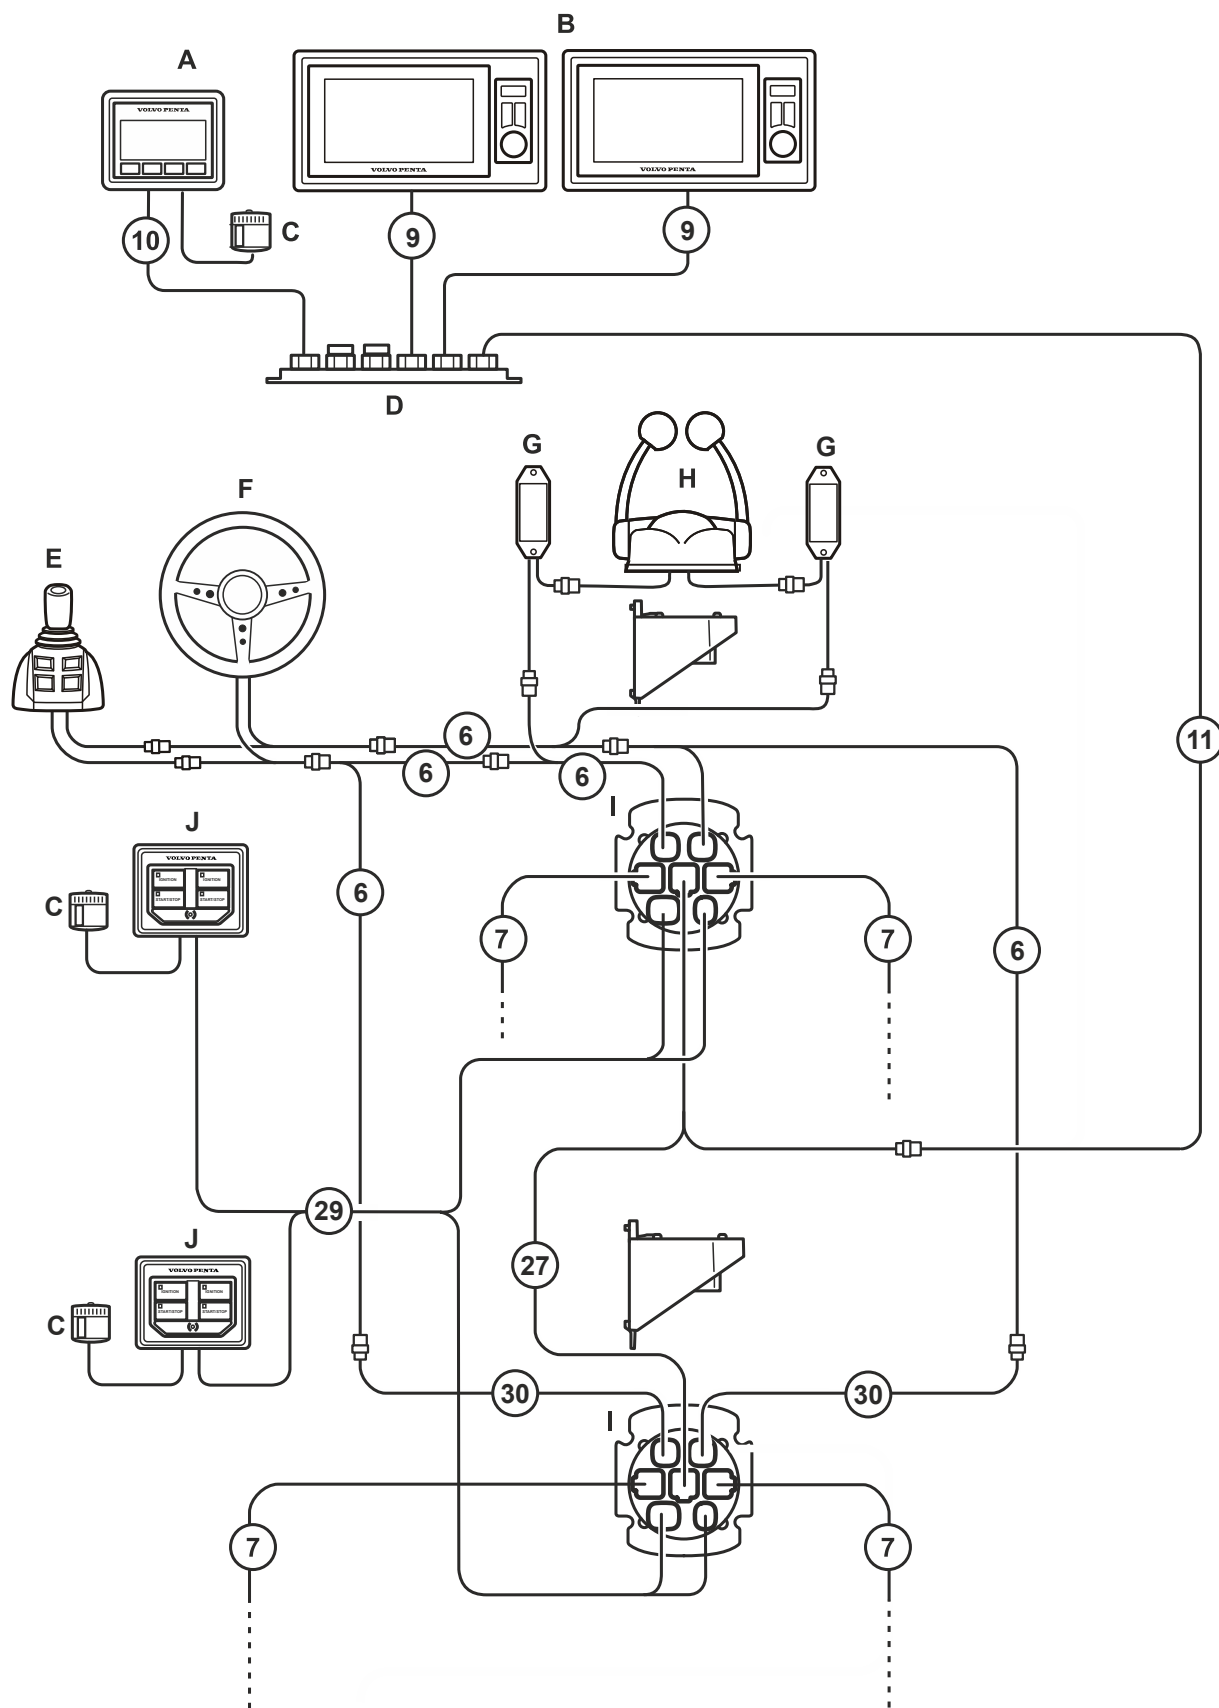 B
A
VOLVO PENTA
VOLVO PENTA
VOLVO PENTA
C
10
9
9
D
G
G
H
F
E
6
11
6
6
I
J
VOLVO PENTA
IGNITION
IGNITION
START/STOP
START/STOP
C
6
7
7
6
29
J
27
VOLVO PENTA
IGNITION
IGNITION
START/STOP
START/STOP
C
30
30
I
7
7